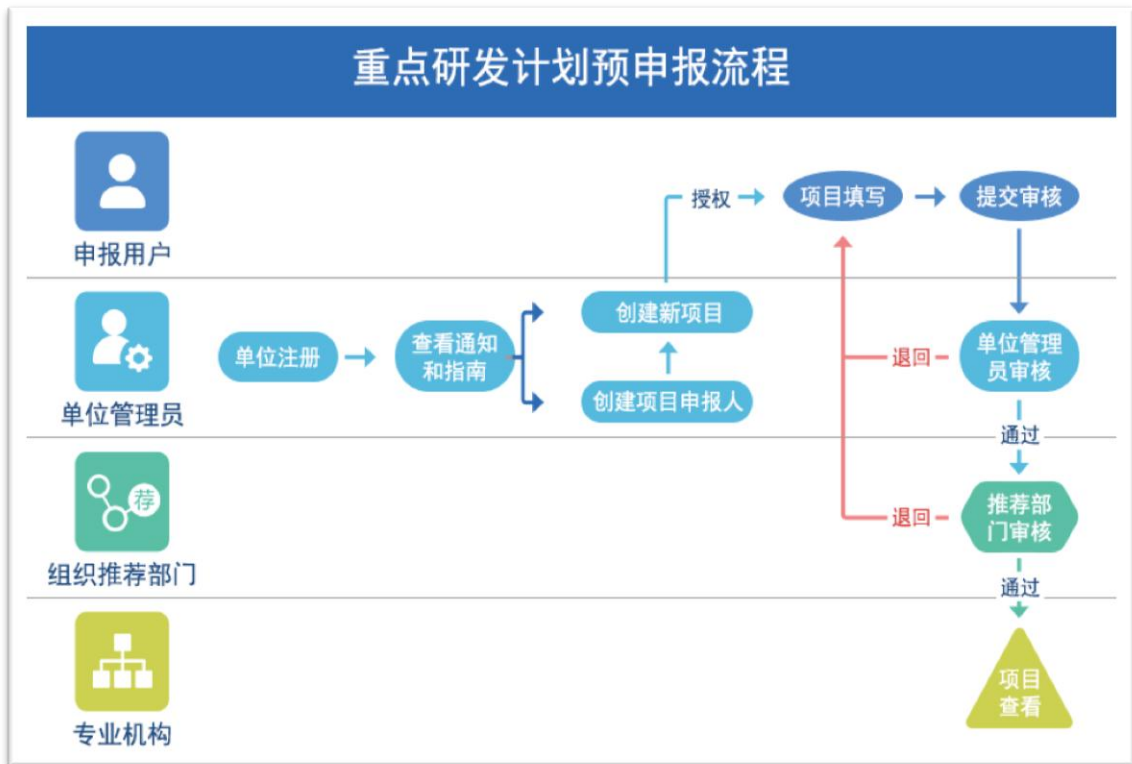 重点研发计划预申报流程
申报用户
授权
项目填写
提交审核
单位管理员
单位注册
查看通知
和指南
创建新项目
创建项目申报人
退回
单位管理
员审核
通过
组织推荐部门
荐
退回
推荐部
门审核
通过
专业机构
项目
查看